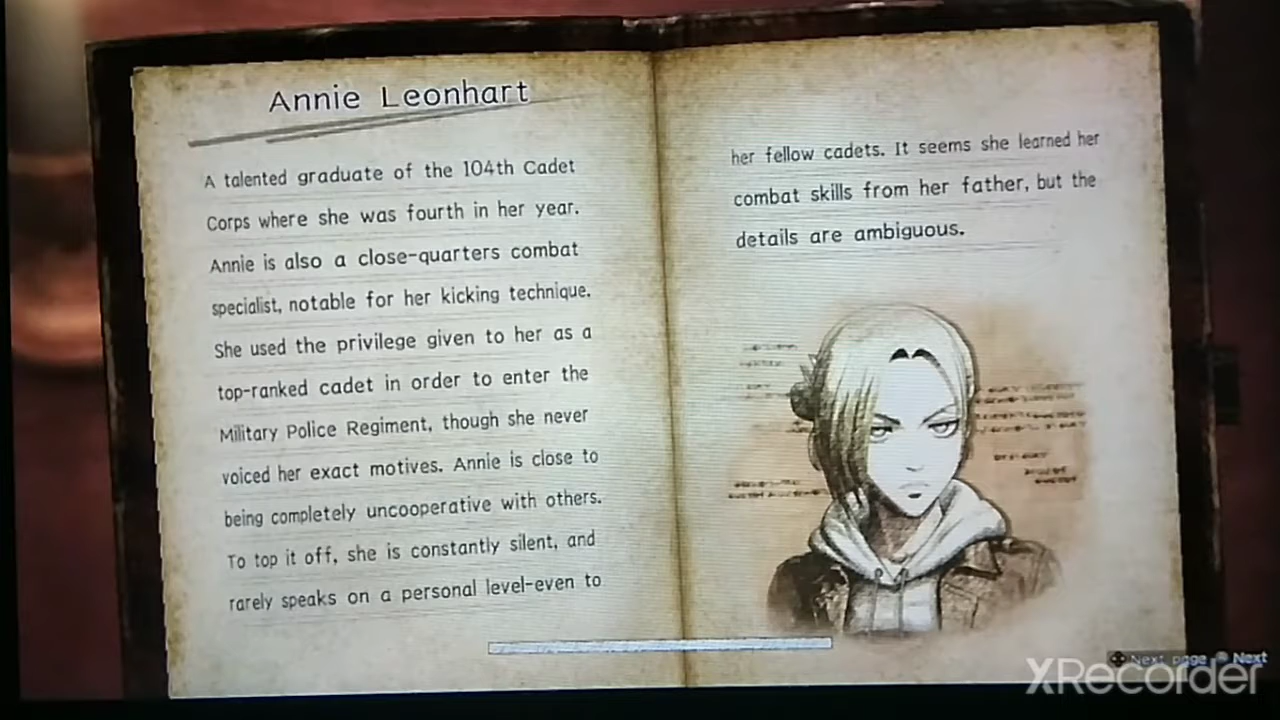 Annie Leonhart
A talented graduate of the 104th Cadet
Corps where she was fourth in her year.
Annie is also a close-quarters combat
specialist, notable for her kicking technique.
She used the privilege given to her as a
top-ranked cadet in order to enter the
Military Police Regiment, though she never
voiced her exact motives. Annie is close to
being completely uncooperative with others.
To top it off, she is constantly silent, and
rarely speaks on a personal level-even to
her fellow cadets. It seems she learned her
combat skills from her father, but the
details are ambiguous.
Next page Next
XRecorder